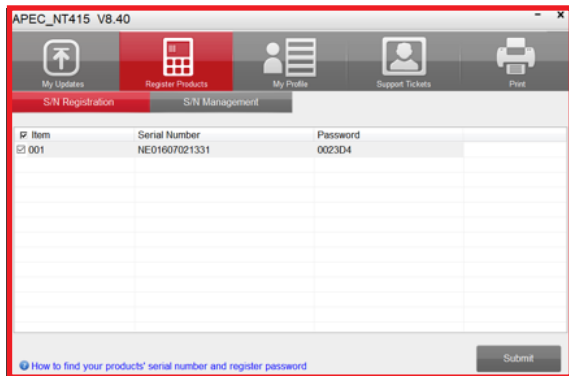 APEC_NT415 V8.40
My Updates Register Products My Profile Support Tickets Print
S/N Registration S/N Management
Item Serial Number Password
001 NE01607021331 0023D4
How to find your products' serial number and register password
Submit